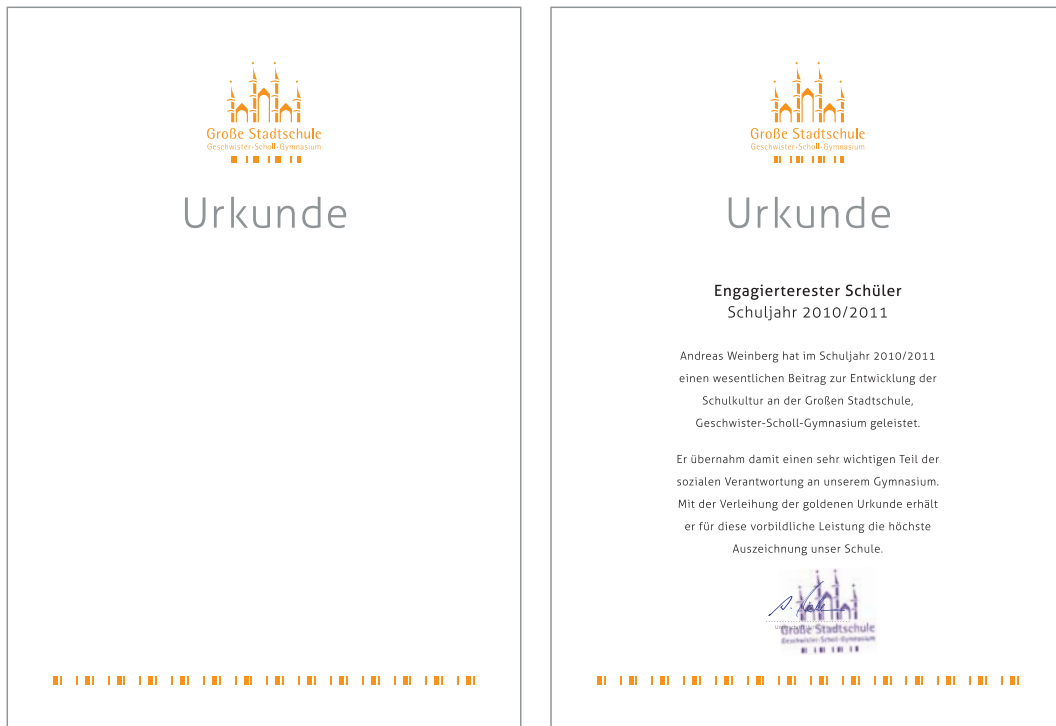 Große Stadtschule
Geschwister-Scholl-Gymnasium
Urkunde
Große Stadtschule
Geschwister-Scholl-Gymnasium
Urkunde
Engagierterester Schüler
Schuljahr 2010/2011
Andreas Weinberg hat im Schuljahr 2010/2011
einen wesentlichen Beitrag zur Entwicklung der
Schulkultur an der Großen Stadtschule,
Geschwister-Scholl-Gymnasium geleistet.
Er übernahm damit einen sehr wichtigen Teil der
sozialen Verantwortung an unserem Gymnasium.
Mit der Verleihung der goldenen Urkunde erhält
er für diese vorbildliche Leistung die höchste
Auszeichnung unser Schule.
Große Stadtschule
Geschwister-Scholl-Gymnasium